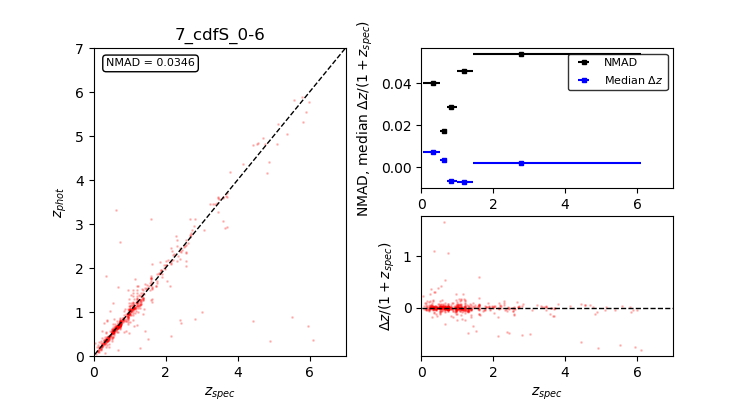 7_cdfS_0-6
NMAD = 0.0346
7
6
5
4
3
2
1
0
z_phot
0 2 4 6
z_spec
NMAD, median Δz/(1 + z_spec)
0.04
0.02
0.00
NMAD
Median Δz
0 2 4 6
Δz/(1 + z_spec)
1
0
0 2 4 6
z_spec